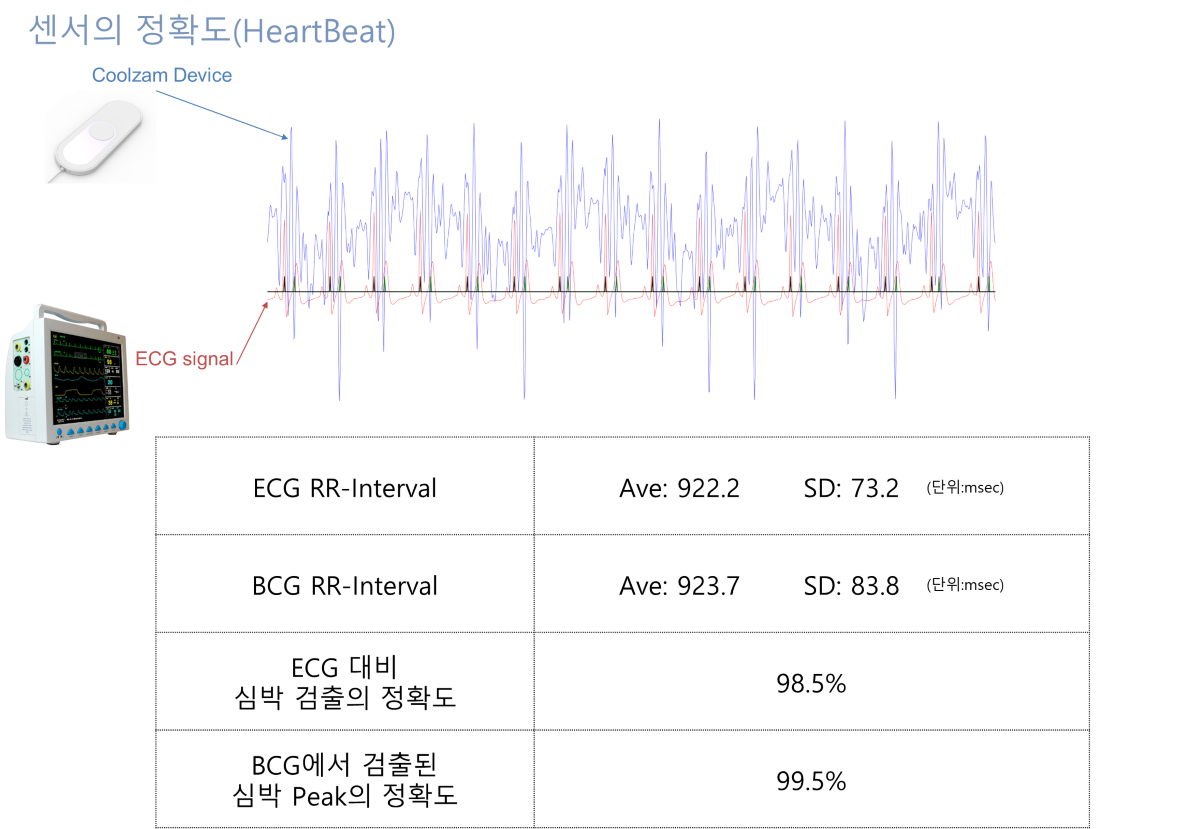 센서의 정확도(HeartBeat)
Coolzam Device
ECG signal
ECG RR-Interval
Ave: 922.2 SD: 73.2 (단위:msec)
BCG RR-Interval
Ave: 923.7 SD: 83.8 (단위:msec)
ECG 대비
심박 검출의 정확도
98.5%
BCG에서 검출된
심박 Peak의 정확도
99.5%